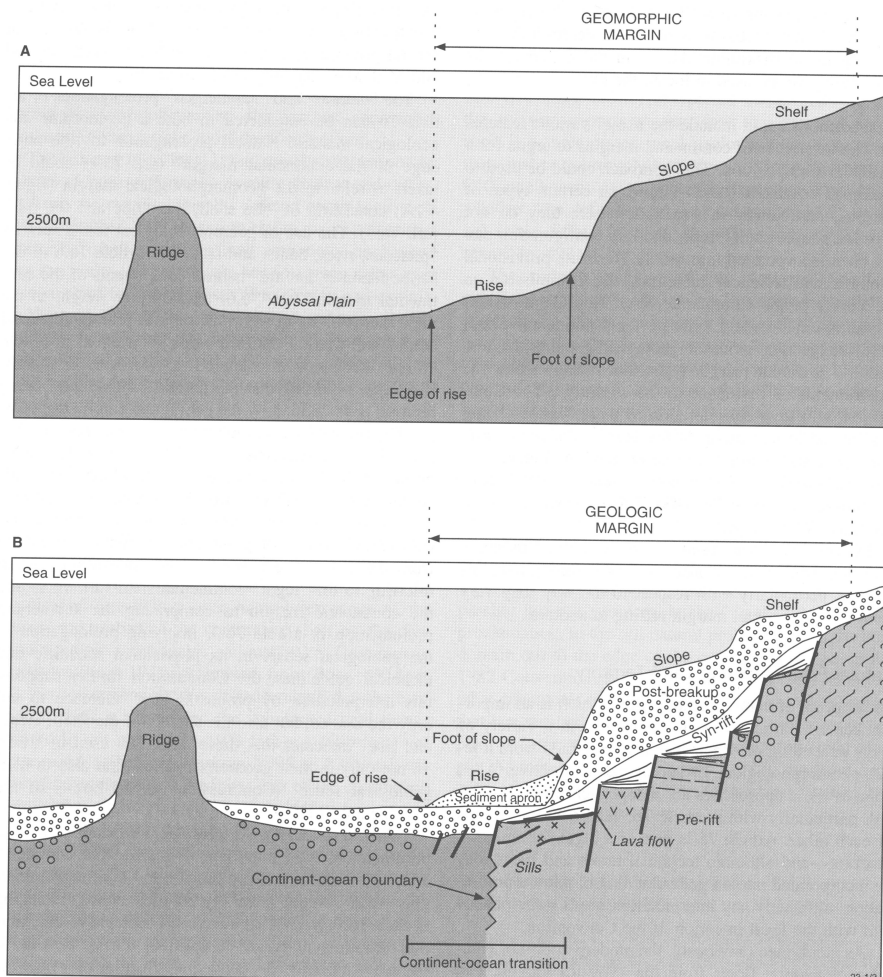 GEOMORPHIC
MARGIN
A
Sea Level
Shelf
Slope
2500m
Ridge
Rise
Abyssal Plain
Foot of slope
Edge of rise
GEOLOGIC
MARGIN
B
Sea Level
Shelf
Slope
Post-breakup
2500m
Syn-rift
Ridge
Foot of slope
Edge of rise
Rise
Sediment apron
Pre-rift
Lava flow
Sills
Continent-ocean boundary
Continent-ocean transition